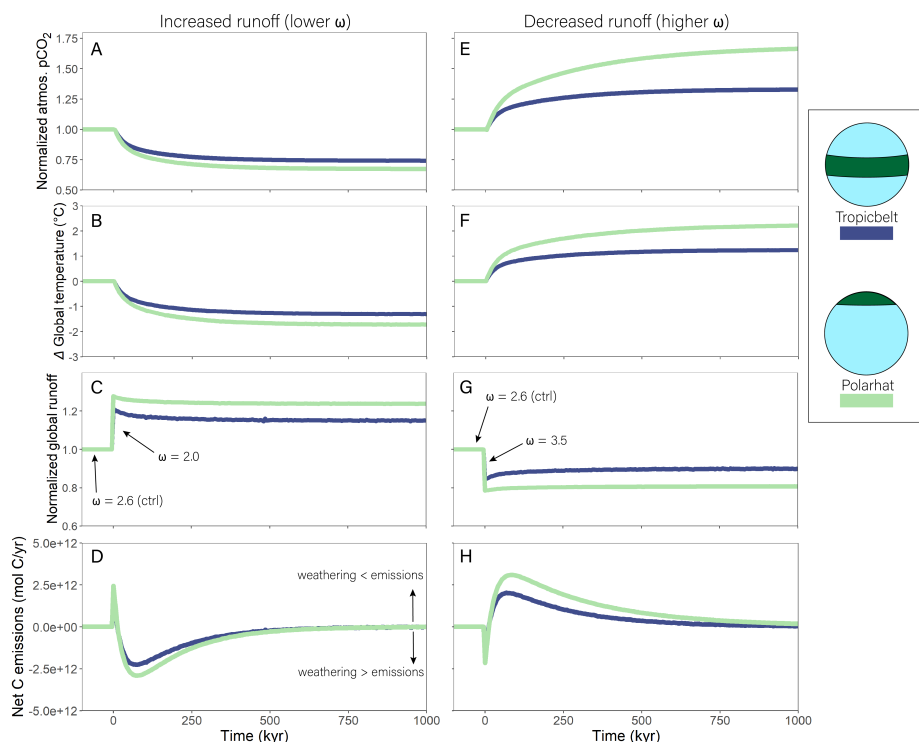 Increased runoff (lower ω)
Decreased runoff (higher ω)
A
Normalized atmos. pCO₂
1.75
1.50
1.25
1.00
0.75
0.50
E
B
Δ Global temperature (°C)
3
2
1
0
-1
-2
-3
F
C
Normalized global runoff
1.2
1.0
0.8
0.6
ω = 2.0
ω = 2.6 (ctrl)
G
ω = 2.6 (ctrl)
ω = 3.5
D
Net C emissions (mol C/yr)
5.0e+12
2.5e+12
0.0e+00
-2.5e+12
-5.0e+12
weathering < emissions
weathering > emissions
H
0 250 500 750 1000
Time (kyr)
0 250 500 750 1000
Time (kyr)
Tropicbelt
Polarhat